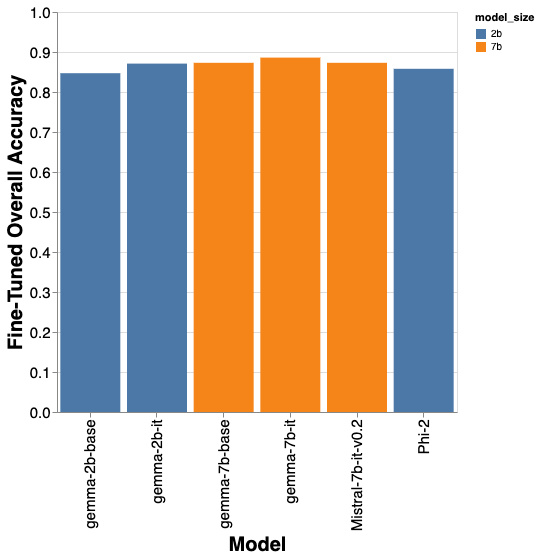 model_size
2b
7b
Fine-Tuned Overall Accuracy
1.0
0.9
0.8
0.7
0.6
0.5
0.4
0.3
0.2
0.1
0.0
gemma-2b-base
gemma-2b-it
gemma-7b-base
gemma-7b-it
Mistral-7b-it-v0.2
Phi-2
Model